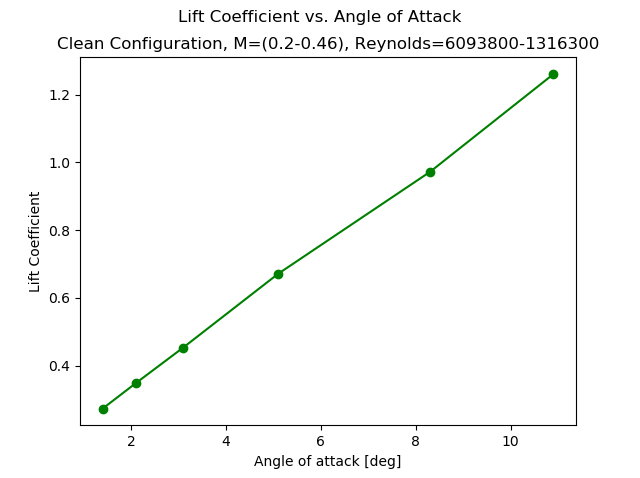 Lift Coefficient vs. Angle of Attack
Clean Configuration, M=(0.2-0.46), Reynolds=6093800-1316300
1.2
1.0
0.8
0.6
0.4
Lift Coefficient
2 4 6 8 10
Angle of attack [deg]